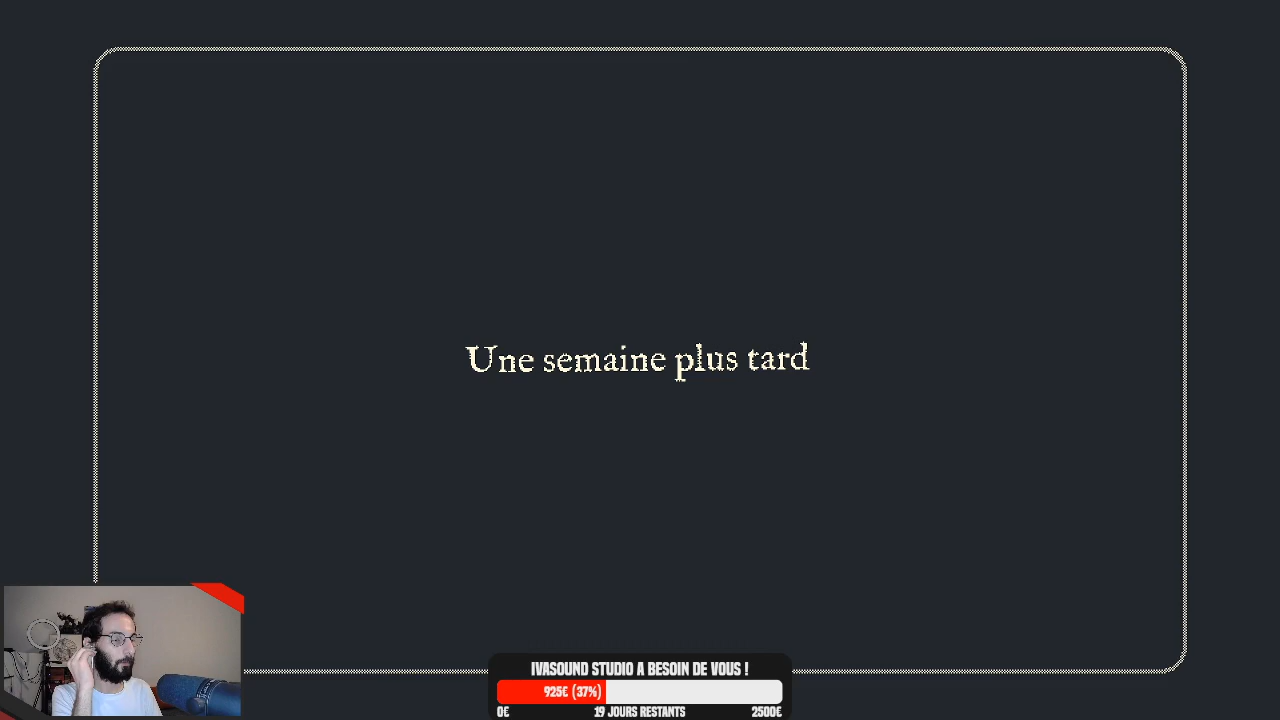 Une semaine plus tard
IVASOUND STUDIO A BESOIN DE VOUS !
925€ (37%)
0€ 19 JOURS RESTANTS 2500€